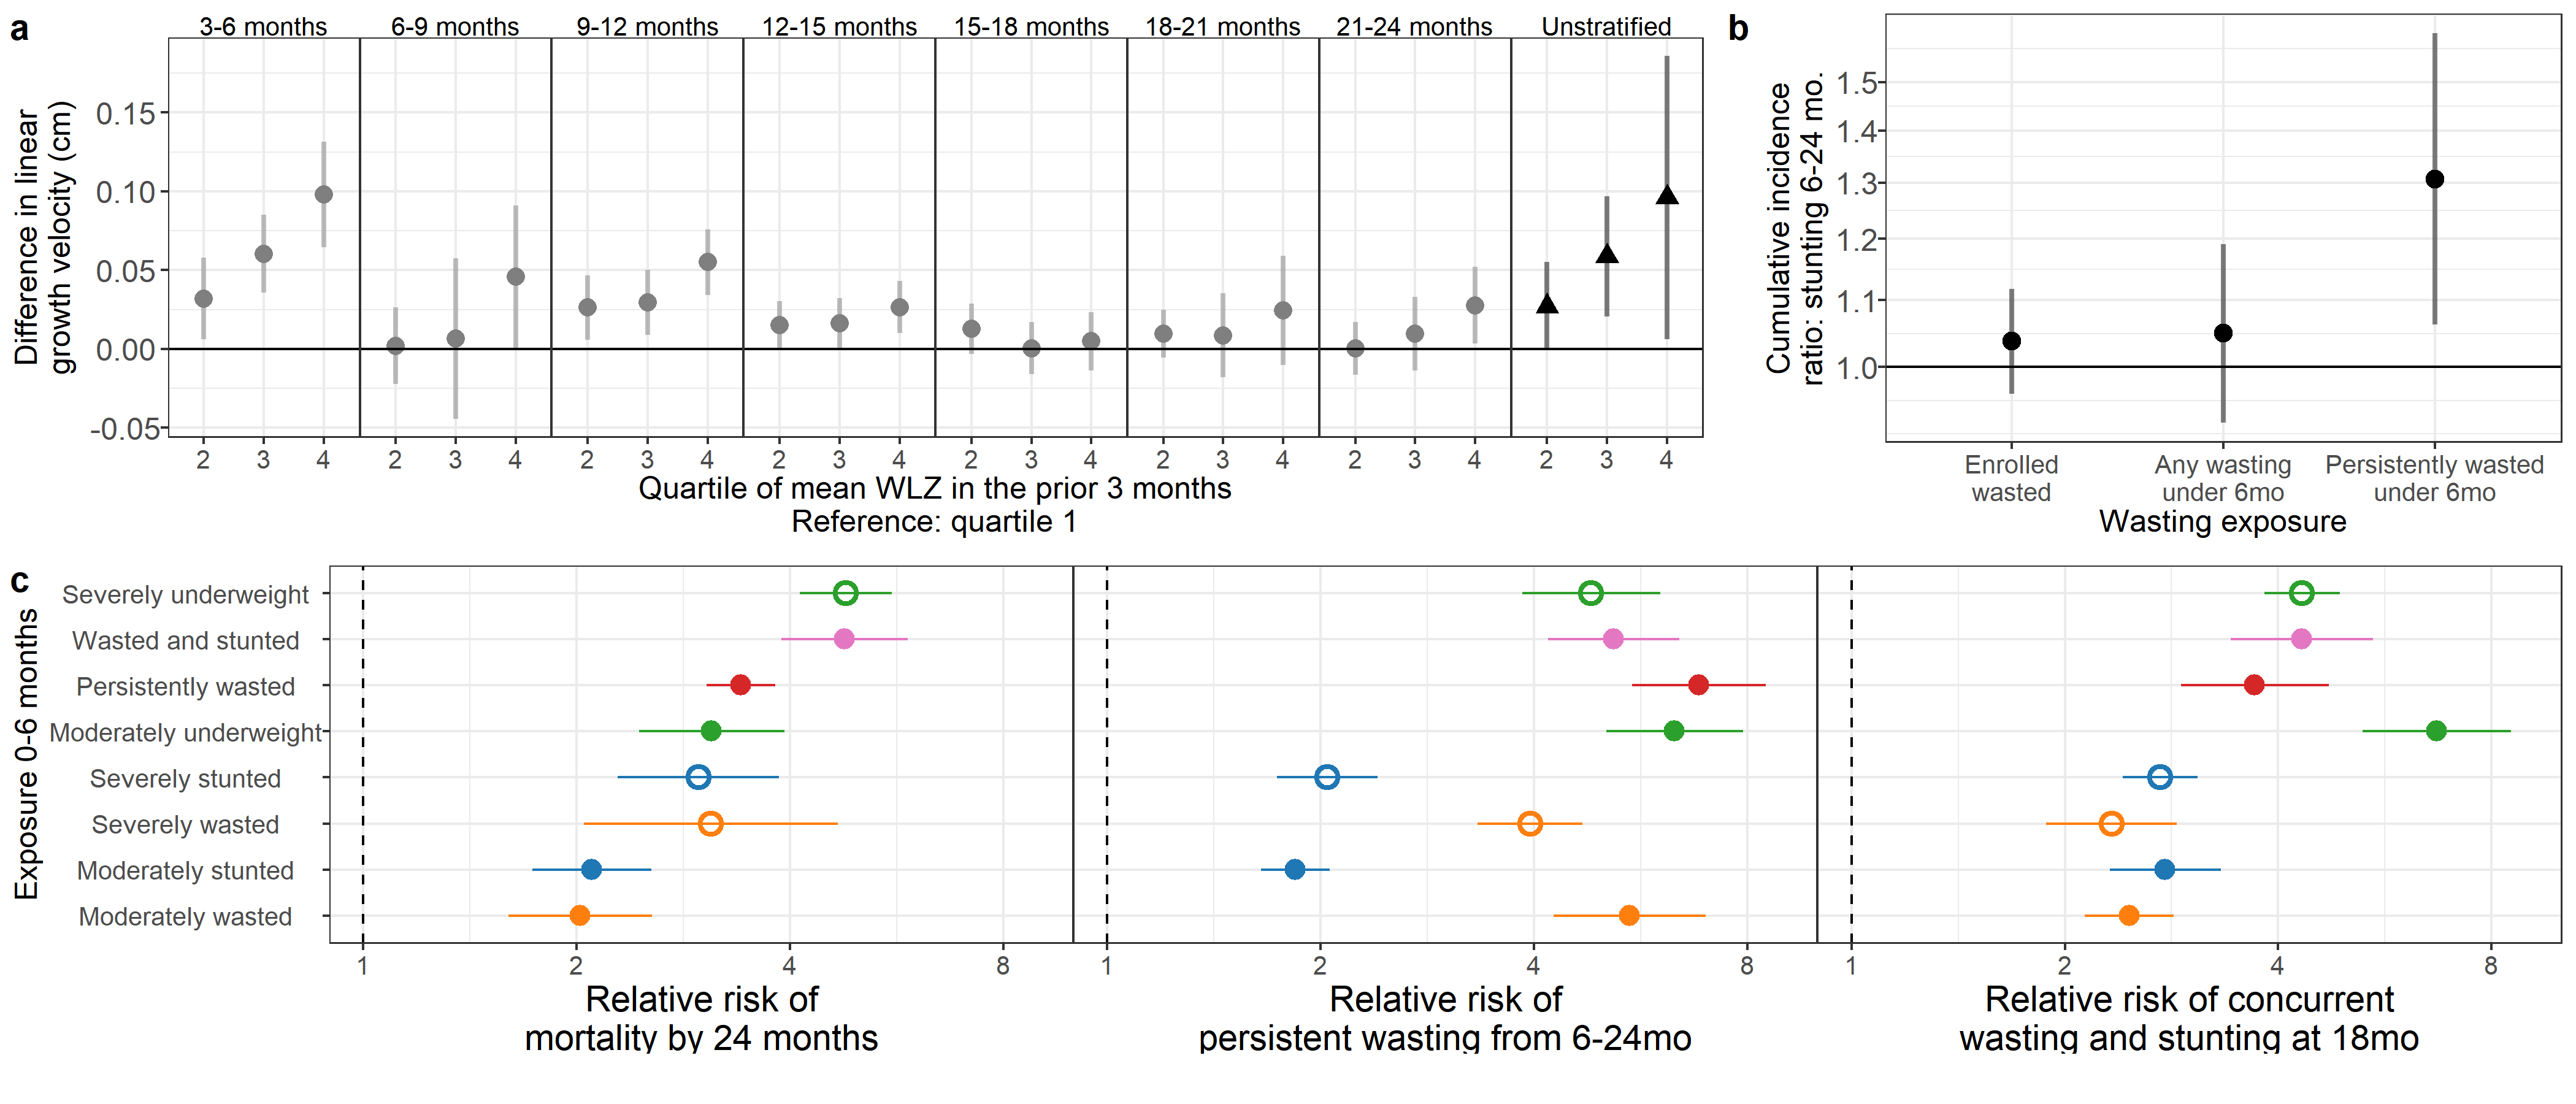 a
3-6 months 6-9 months 9-12 months 12-15 months 15-18 months 18-21 months 21-24 months Unstratified
Difference in linear
growth velocity (cm)
0.15
0.10
0.05
0.00
-0.05
2 3 4 2 3 4 2 3 4 2 3 4 2 3 4 2 3 4 2 3 4 2 3 4
Quartile of mean WLZ in the prior 3 months
Reference: quartile 1
b
Cumulative incidence
ratio: stunting 6-24 mo.
1.5
1.4
1.3
1.2
1.1
1.0
Enrolled
wasted
Any wasting
under 6mo
Persistently wasted
under 6mo
Wasting exposure
c
Exposure 0-6 months
Severely underweight
Wasted and stunted
Persistently wasted
Moderately underweight
Severely stunted
Severely wasted
Moderately stunted
Moderately wasted
1 2 4 8 1 2 4 8 1 2 4 8
Relative risk of
mortality by 24 months
Relative risk of
persistent wasting from 6-24mo
Relative risk of concurrent
wasting and stunting at 18mo